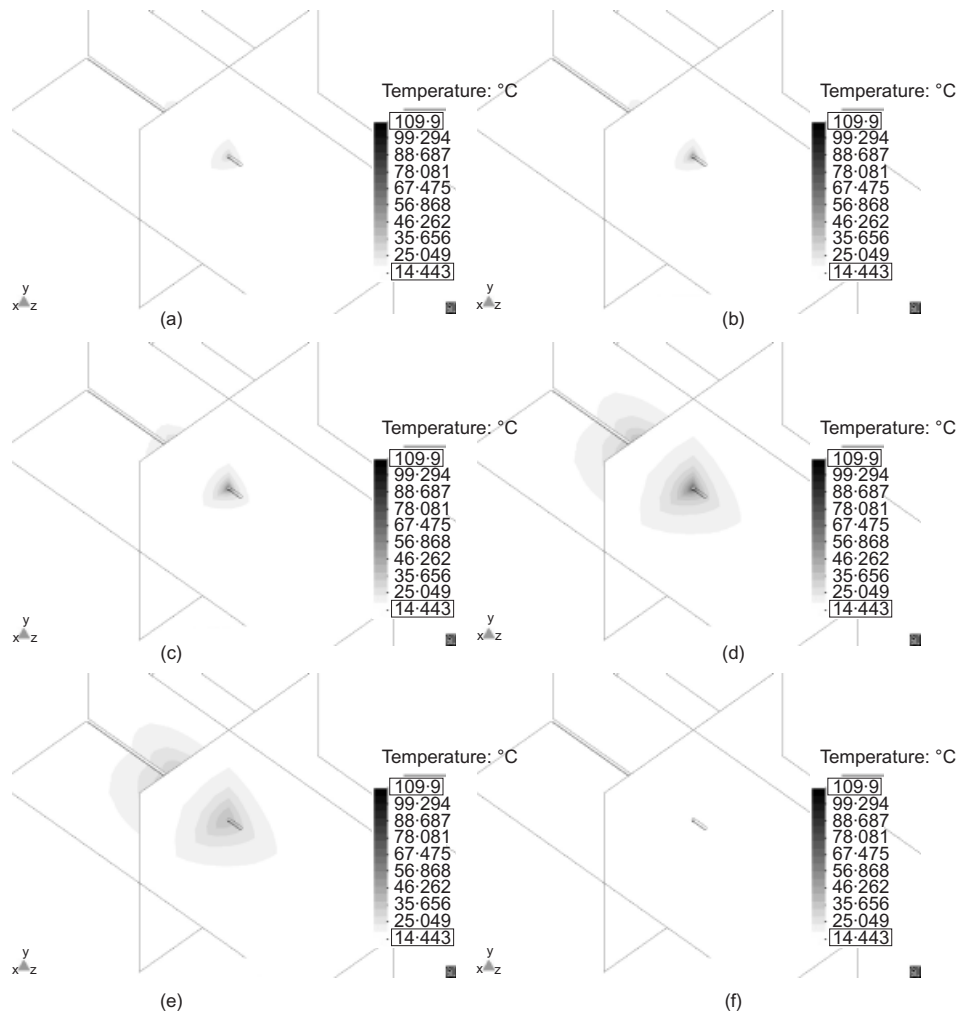 Temperature: °C
109·9
99·294
88·687
78·081
67·475
56·868
46·262
35·656
25·049
14·443
y
x z
(a)
Temperature: °C
109·9
99·294
88·687
78·081
67·475
56·868
46·262
35·656
25·049
14·443
y
x z
(b)
Temperature: °C
109·9
99·294
88·687
78·081
67·475
56·868
46·262
35·656
25·049
14·443
y
x z
(c)
Temperature: °C
109·9
99·294
88·687
78·081
67·475
56·868
46·262
35·656
25·049
14·443
y
x z
(d)
Temperature: °C
109·9
99·294
88·687
78·081
67·475
56·868
46·262
35·656
25·049
14·443
y
x z
(e)
Temperature: °C
109·9
99·294
88·687
78·081
67·475
56·868
46·262
35·656
25·049
14·443
y
x z
(f)